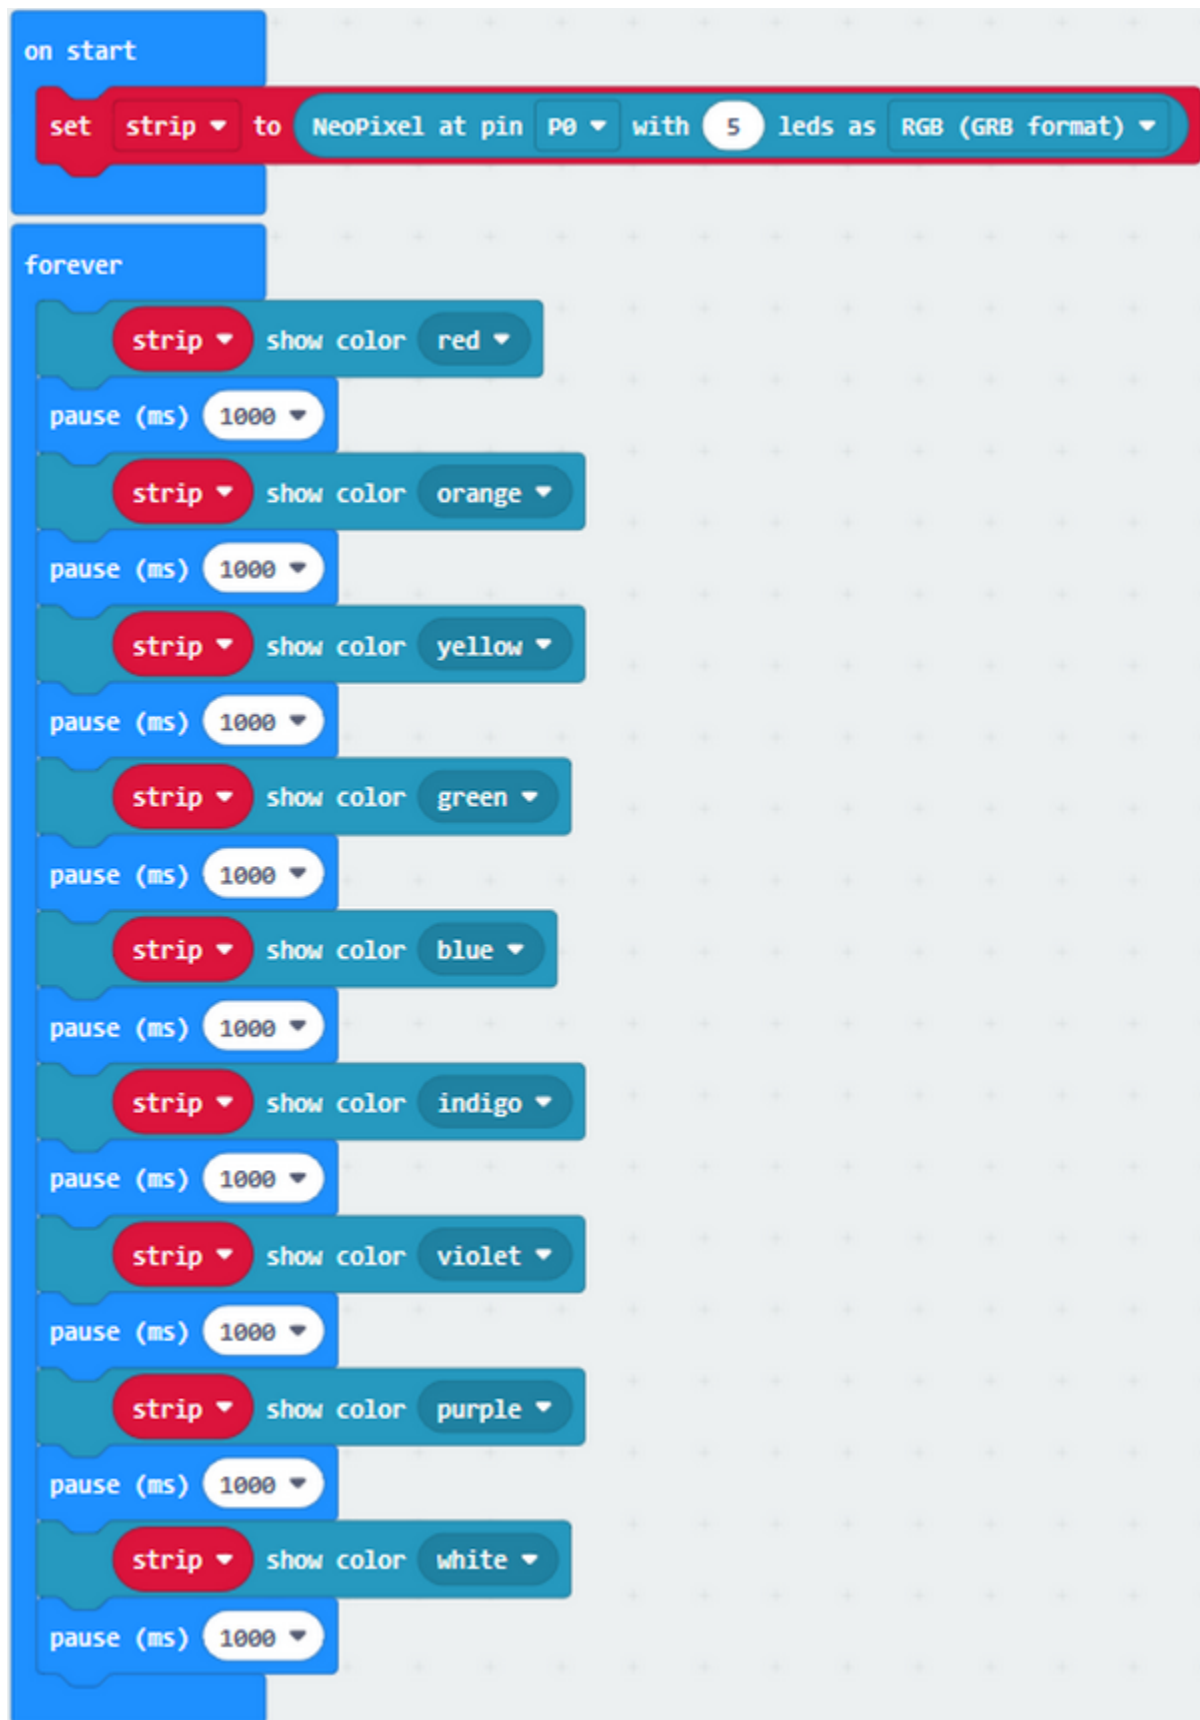 on start
set strip to NeoPixel at pin P0 with 5 leds as RGB (GRB format)
forever
strip show color red
pause (ms) 1000
strip show color orange
pause (ms) 1000
strip show color yellow
pause (ms) 1000
strip show color green
pause (ms) 1000
strip show color blue
pause (ms) 1000
strip show color indigo
pause (ms) 1000
strip show color violet
pause (ms) 1000
strip show color purple
pause (ms) 1000
strip show color white
pause (ms) 1000